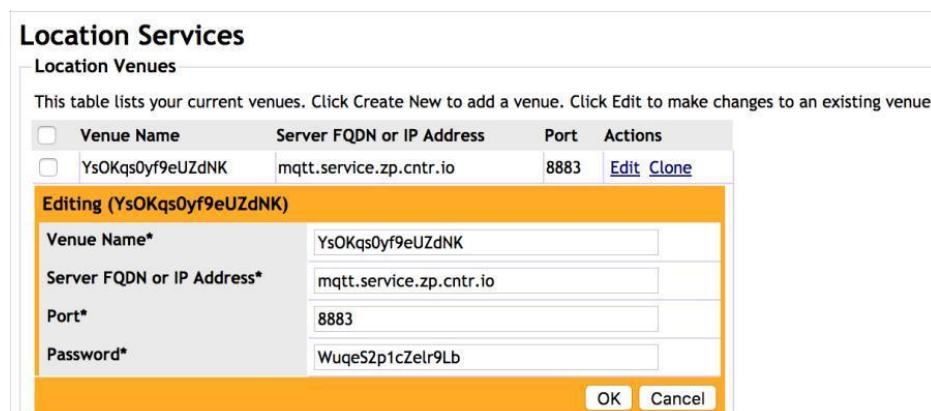 Location Services
Location Venues
This table lists your current venues. Click Create New to add a venue. Click Edit to make changes to an existing venue
Venue Name Server FQDN or IP Address Port Actions
YsOKqs0yf9eUZdNK mqtt.service.zp.cntr.io 8883 Edit Clone
Editing (YsOKqs0yf9eUZdNK)
Venue Name* YsOKqs0yf9eUZdNK
Server FQDN or IP Address* mqtt.service.zp.cntr.io
Port* 8883
Password* WuqeS2p1cZelr9Lb
OK Cancel